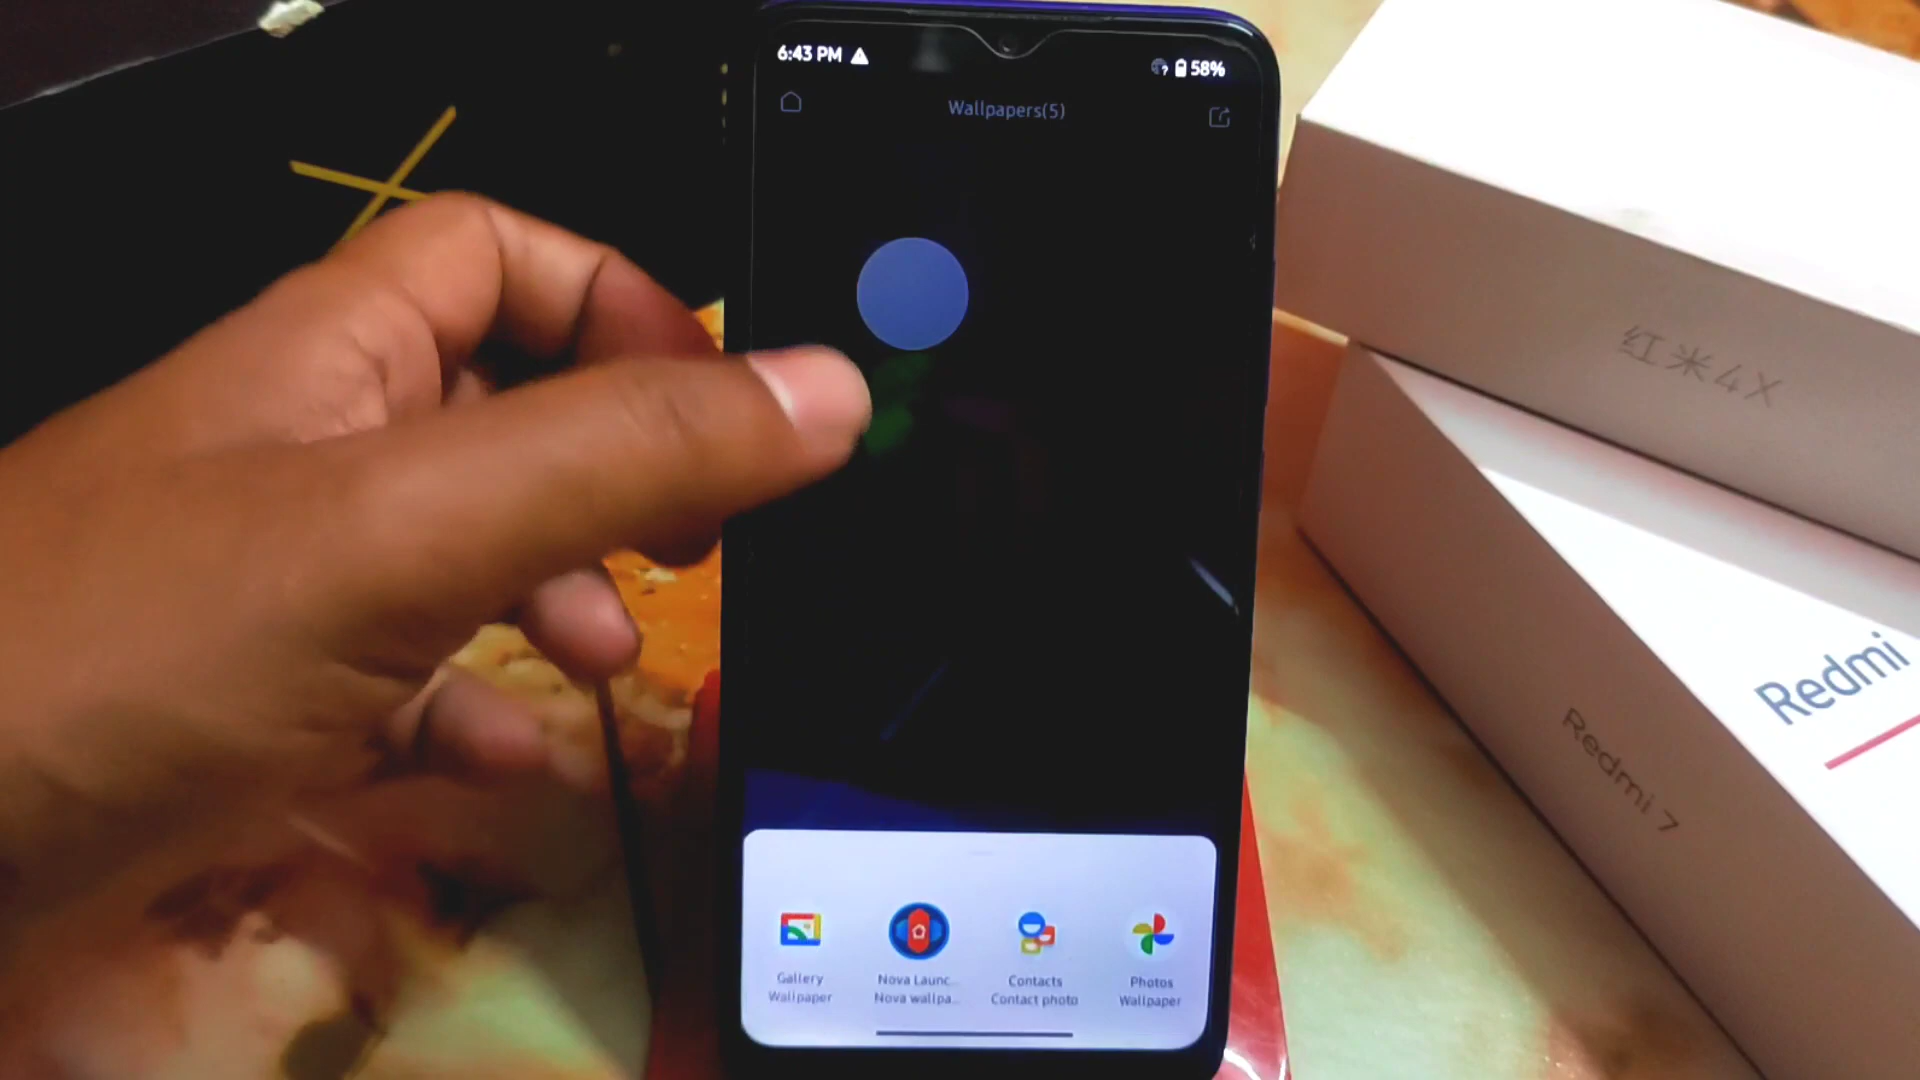 6:43 PM
58%
Wallpapers(5)
Gallery
Wallpaper
Nova Launc...
Nova wallpa...
Contacts
Contact photo
Photos
Wallpaper
红米4X
Redmi
Redmi 7